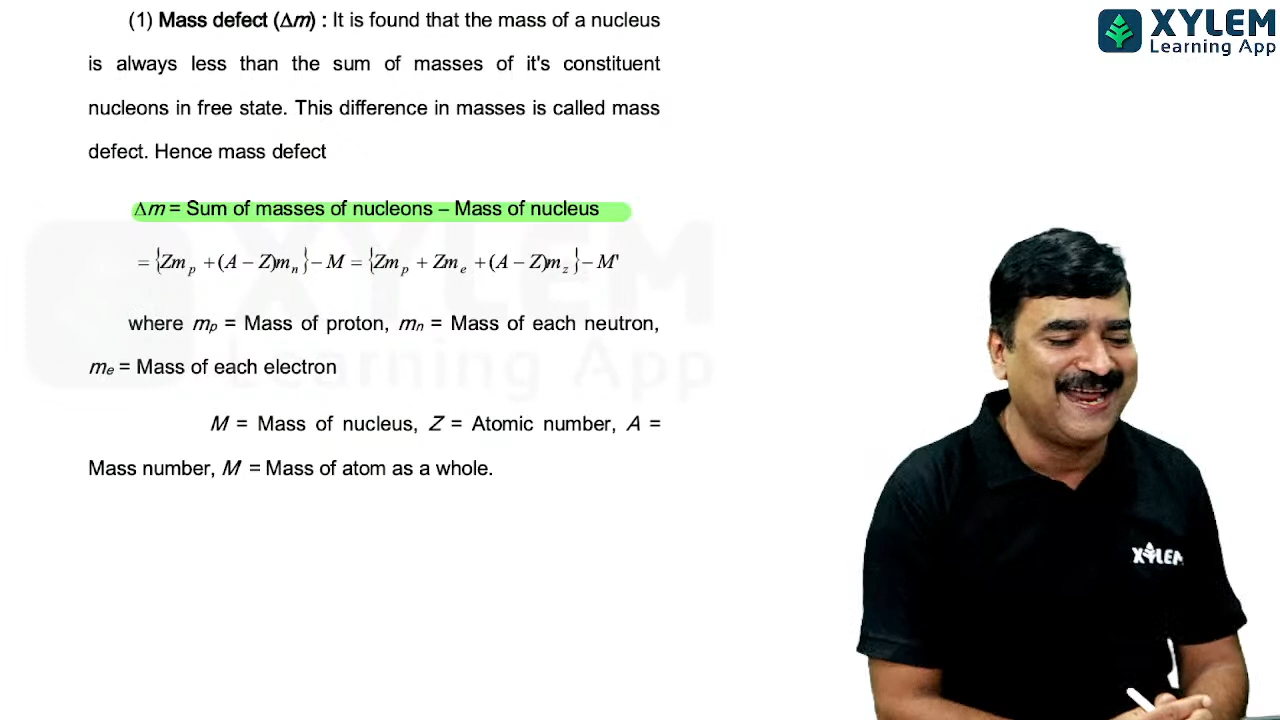 (1) Mass defect (Δm) : It is found that the mass of a nucleus
is always less than the sum of masses of it's constituent
nucleons in free state. This difference in masses is called mass
defect. Hence mass defect
Δm = Sum of masses of nucleons – Mass of nucleus
= {Zm_p + (A – Z)m_n} – M = {Zm_p + Zm_e + (A – Z)m_z} – M'
where m_p = Mass of proton, m_n = Mass of each neutron,
m_e = Mass of each electron
M = Mass of nucleus, Z = Atomic number, A =
Mass number, M = Mass of atom as a whole.
XYLEM
Learning App
XYLEM
Learning App
XYLEM